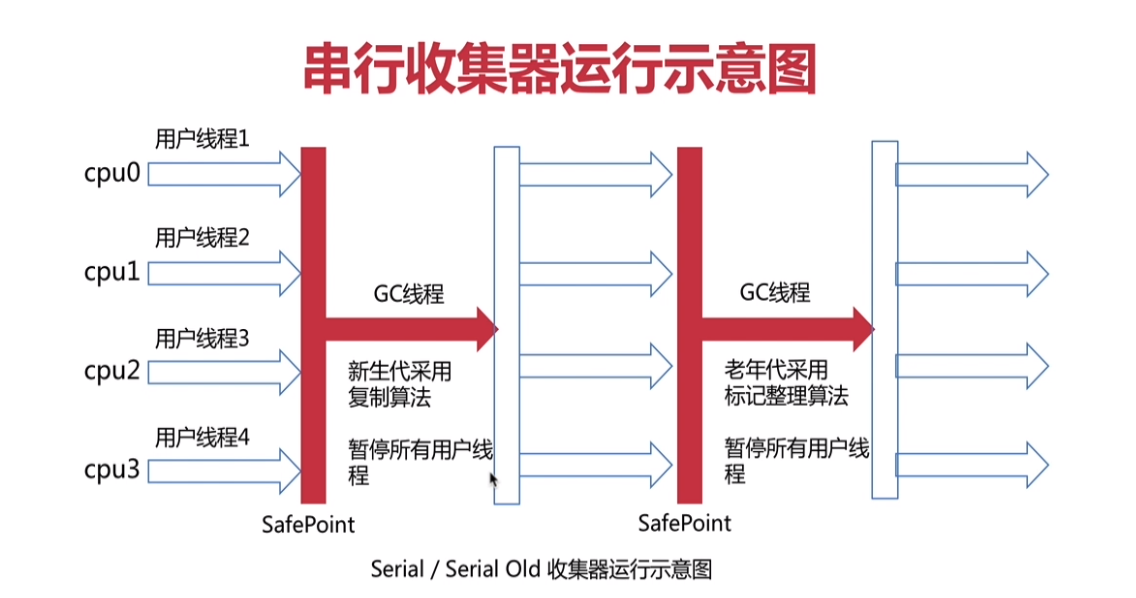 串行收集器运行示意图
用户线程1
cpu0
用户线程2
cpu1
用户线程3
cpu2
用户线程4
cpu3
GC线程
新生代采用
复制算法
暂停所有用户线
程
SafePoint
GC线程
老年代采用
标记整理算法
暂停所有用户线
程
SafePoint
Serial / Serial Old 收集器运行示意图